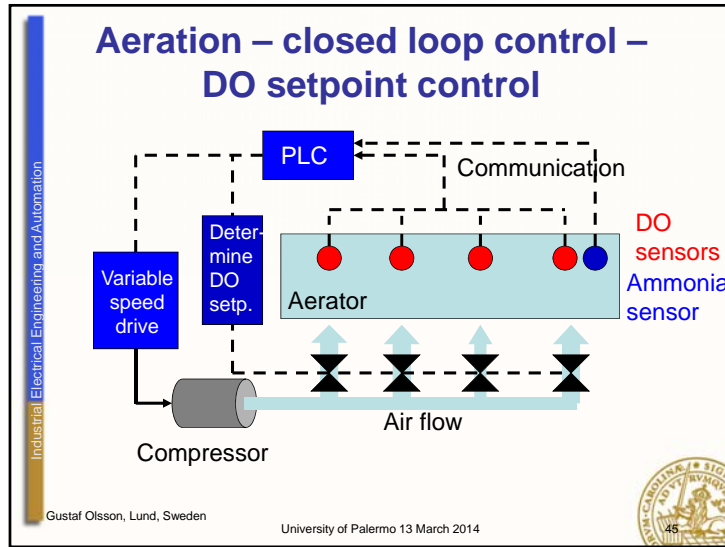 Aeration – closed loop control –
DO setpoint control
Industrial Electrical Engineering and Automation
PLC
Communication
Deter-
mine
DO
setp.
Variable
speed
drive
Aerator
DO
sensors
Ammonia
sensor
Air flow
Compressor
Gustaf Olsson, Lund, Sweden
University of Palermo 13 March 2014
45